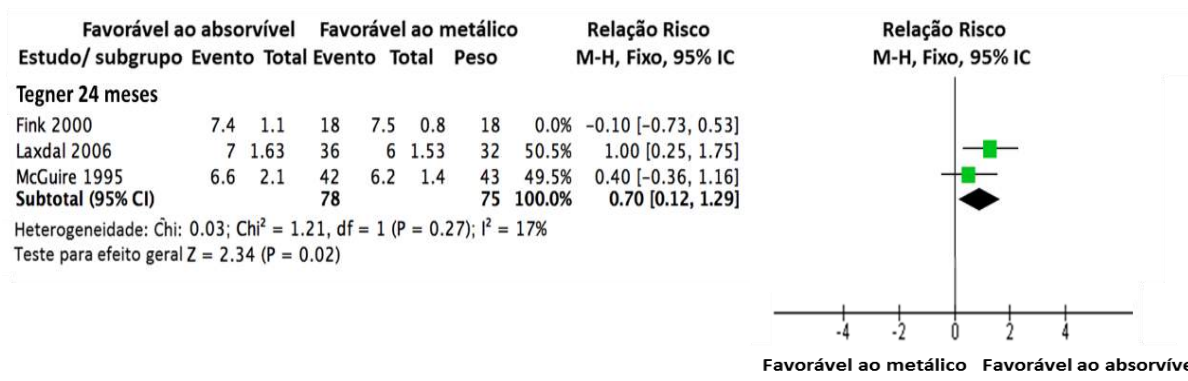 Favorável ao absorvível Favorável ao metálico Relação Risco Relação Risco
Estudo/ subgrupo Evento Total Evento Total Peso M-H, Fixo, 95% IC M-H, Fixo, 95% IC
Tegner 24 meses
Fink 2000 7.4 1.1 18 7.5 0.8 18 0.0% -0.10 [-0.73, 0.53]
Laxdal 2006 7 1.63 36 6 1.53 32 50.5% 1.00 [0.25, 1.75]
McGuire 1995 6.6 2.1 42 6.2 1.4 43 49.5% 0.40 [-0.36, 1.16]
Subtotal (95% CI) 78 75 100.0% 0.70 [0.12, 1.29]
Heterogeneidade: Ĉhi: 0.03; Chi² = 1.21, df = 1 (P = 0.27); I² = 17%
Teste para efeito geral Z = 2.34 (P = 0.02)
-4 -2 0 2 4
Favorável ao metálico Favorável ao absorvíve